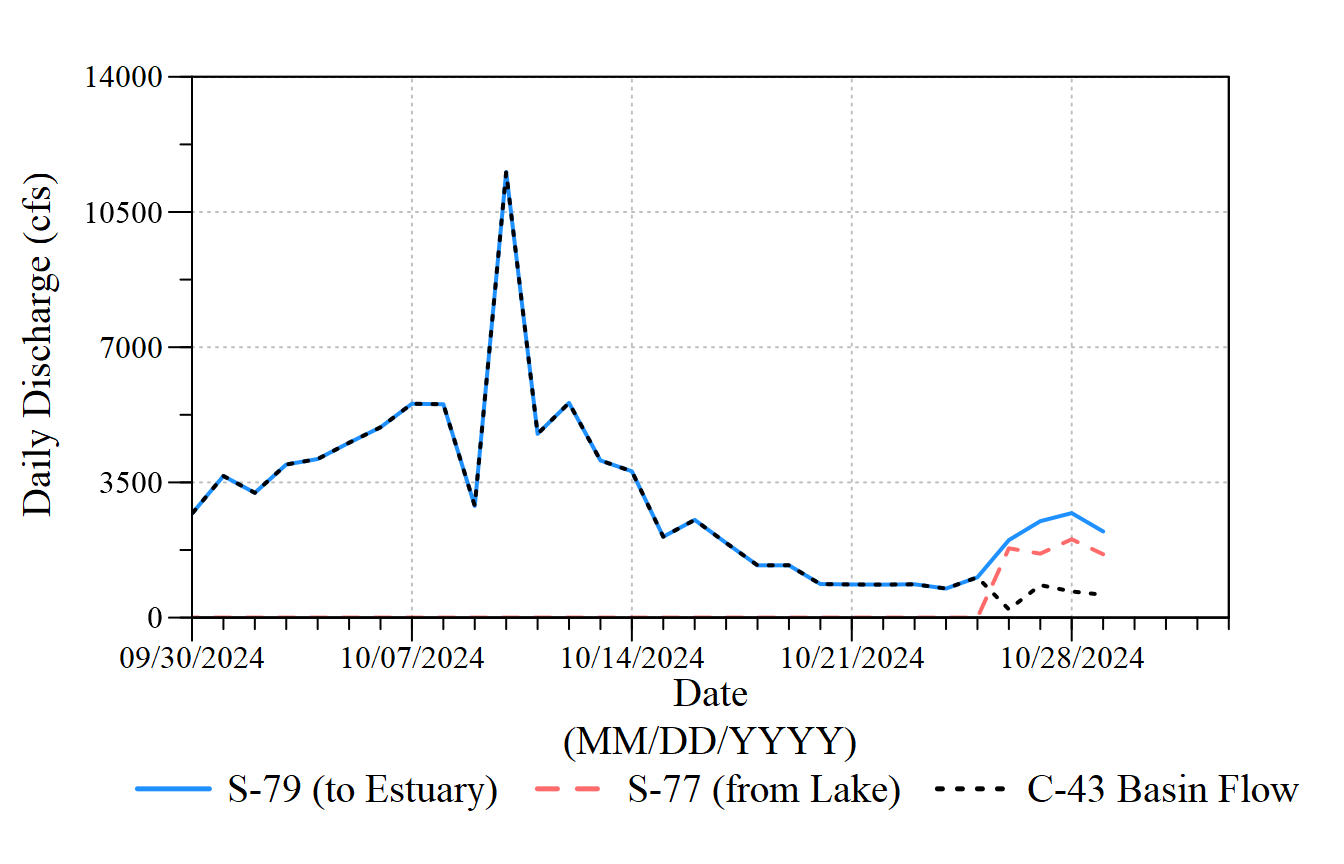 14000
10500
7000
3500
0
Daily Discharge (cfs)
09/30/2024 10/07/2024 10/14/2024 10/21/2024 10/28/2024
Date
(MM/DD/YYYY)
S-79 (to Estuary) S-77 (from Lake) C-43 Basin Flow